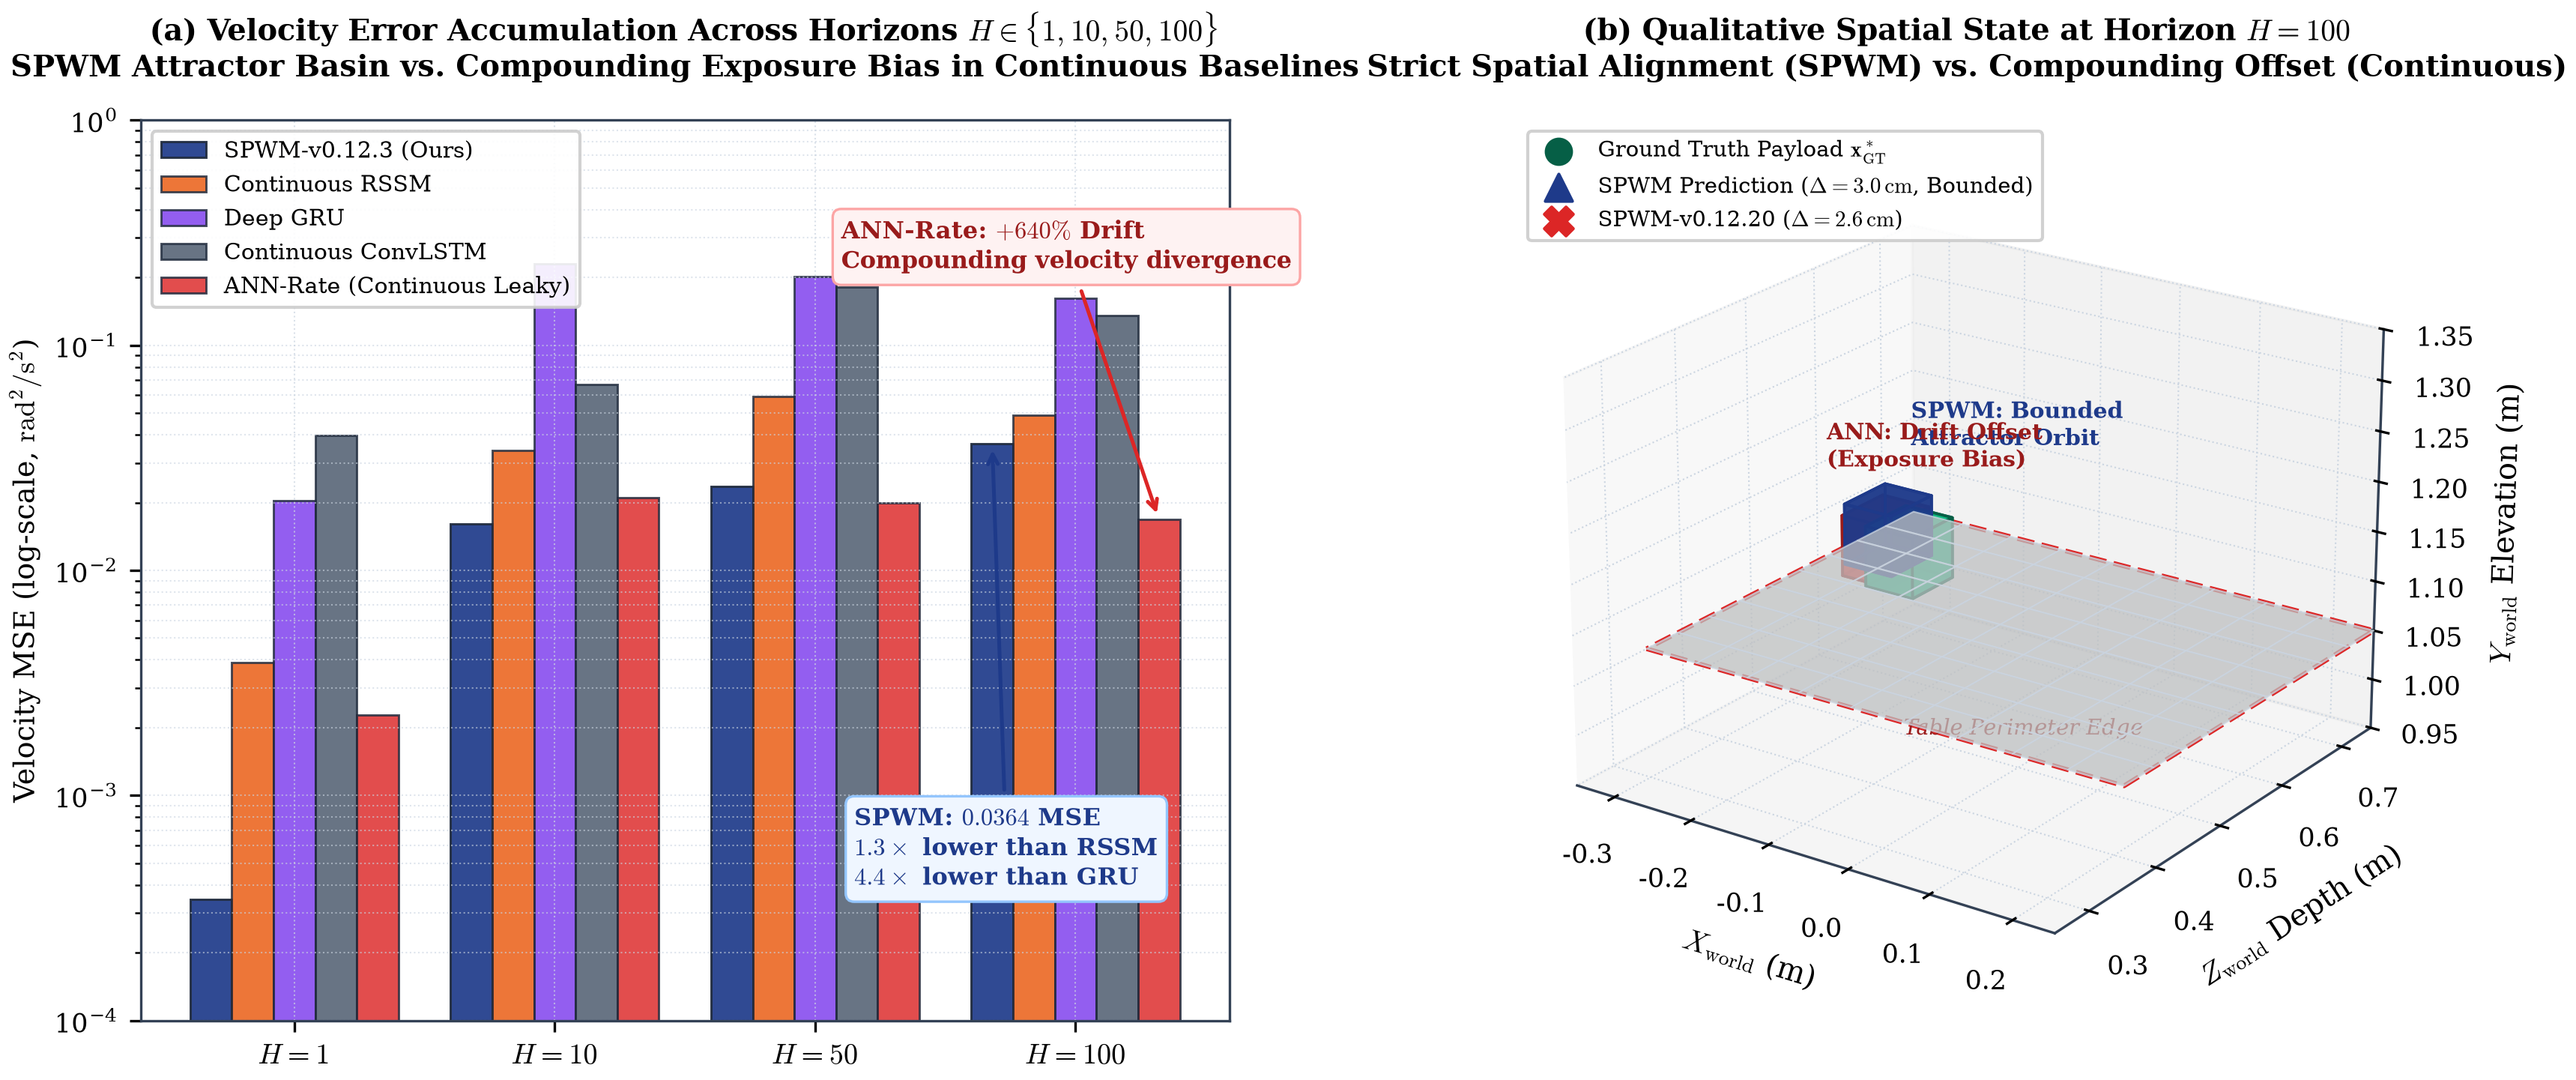 (a) Velocity Error Accumulation Across Horizons H ∈ {1, 10, 50, 100}
SPWM Attractor Basin vs. Compounding Exposure Bias in Continuous Baselines
10⁰
10⁻¹
10⁻²
10⁻³
10⁻⁴
Velocity MSE (log-scale, rad²/s²)
SPWM-v0.12.3 (Ours)
Continuous RSSM
Deep GRU
Continuous ConvLSTM
ANN-Rate (Continuous Leaky)
ANN-Rate: +640% Drift
Compounding velocity divergence
SPWM: 0.0364 MSE
1.3× lower than RSSM
4.4× lower than GRU
H = 1
H = 10
H = 50
H = 100
(b) Qualitative Spatial State at Horizon H = 100
Strict Spatial Alignment (SPWM) vs. Compounding Offset (Continuous)
Ground Truth Payload x*GT
SPWM Prediction (Δ = 3.0 cm, Bounded)
SPWM-v0.12.20 (Δ = 2.6 cm)
SPWM: Bounded
Attractor Orbit
ANN: Drift Offset
(Exposure Bias)
Table Perimeter Edge
1.35
1.30
1.25
1.20
1.15
1.10
1.05
1.00
0.95
Yworld Elevation (m)
-0.3
-0.2
-0.1
0.0
0.1
0.2
Xworld (m)
0.3
0.4
0.5
0.6
0.7
Zworld Depth (m)